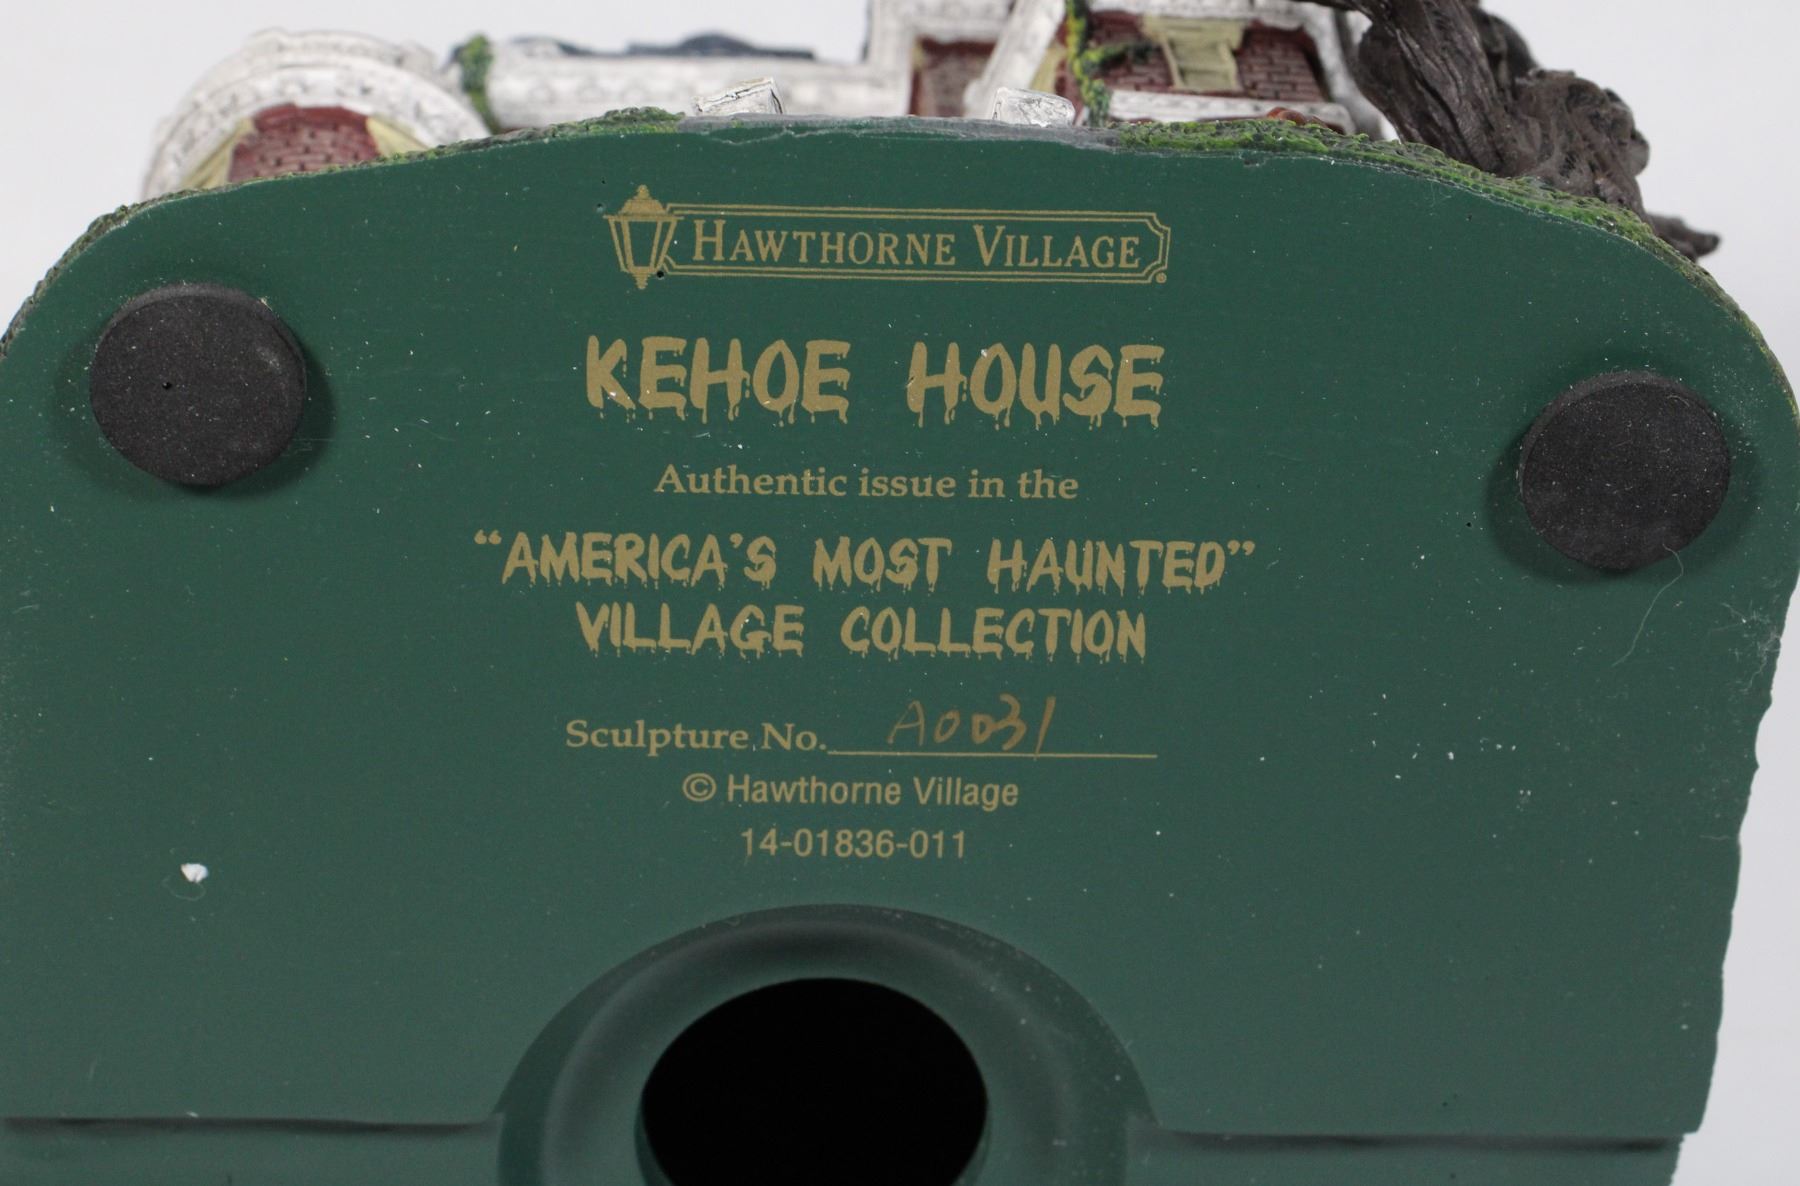 HAWTHORNE VILLAGE®
KEHOE HOUSE
Authentic issue in the
“AMERICA’S MOST HAUNTED”
VILLAGE COLLECTION
Sculpture No. A0031
© Hawthorne Village
14-01836-011